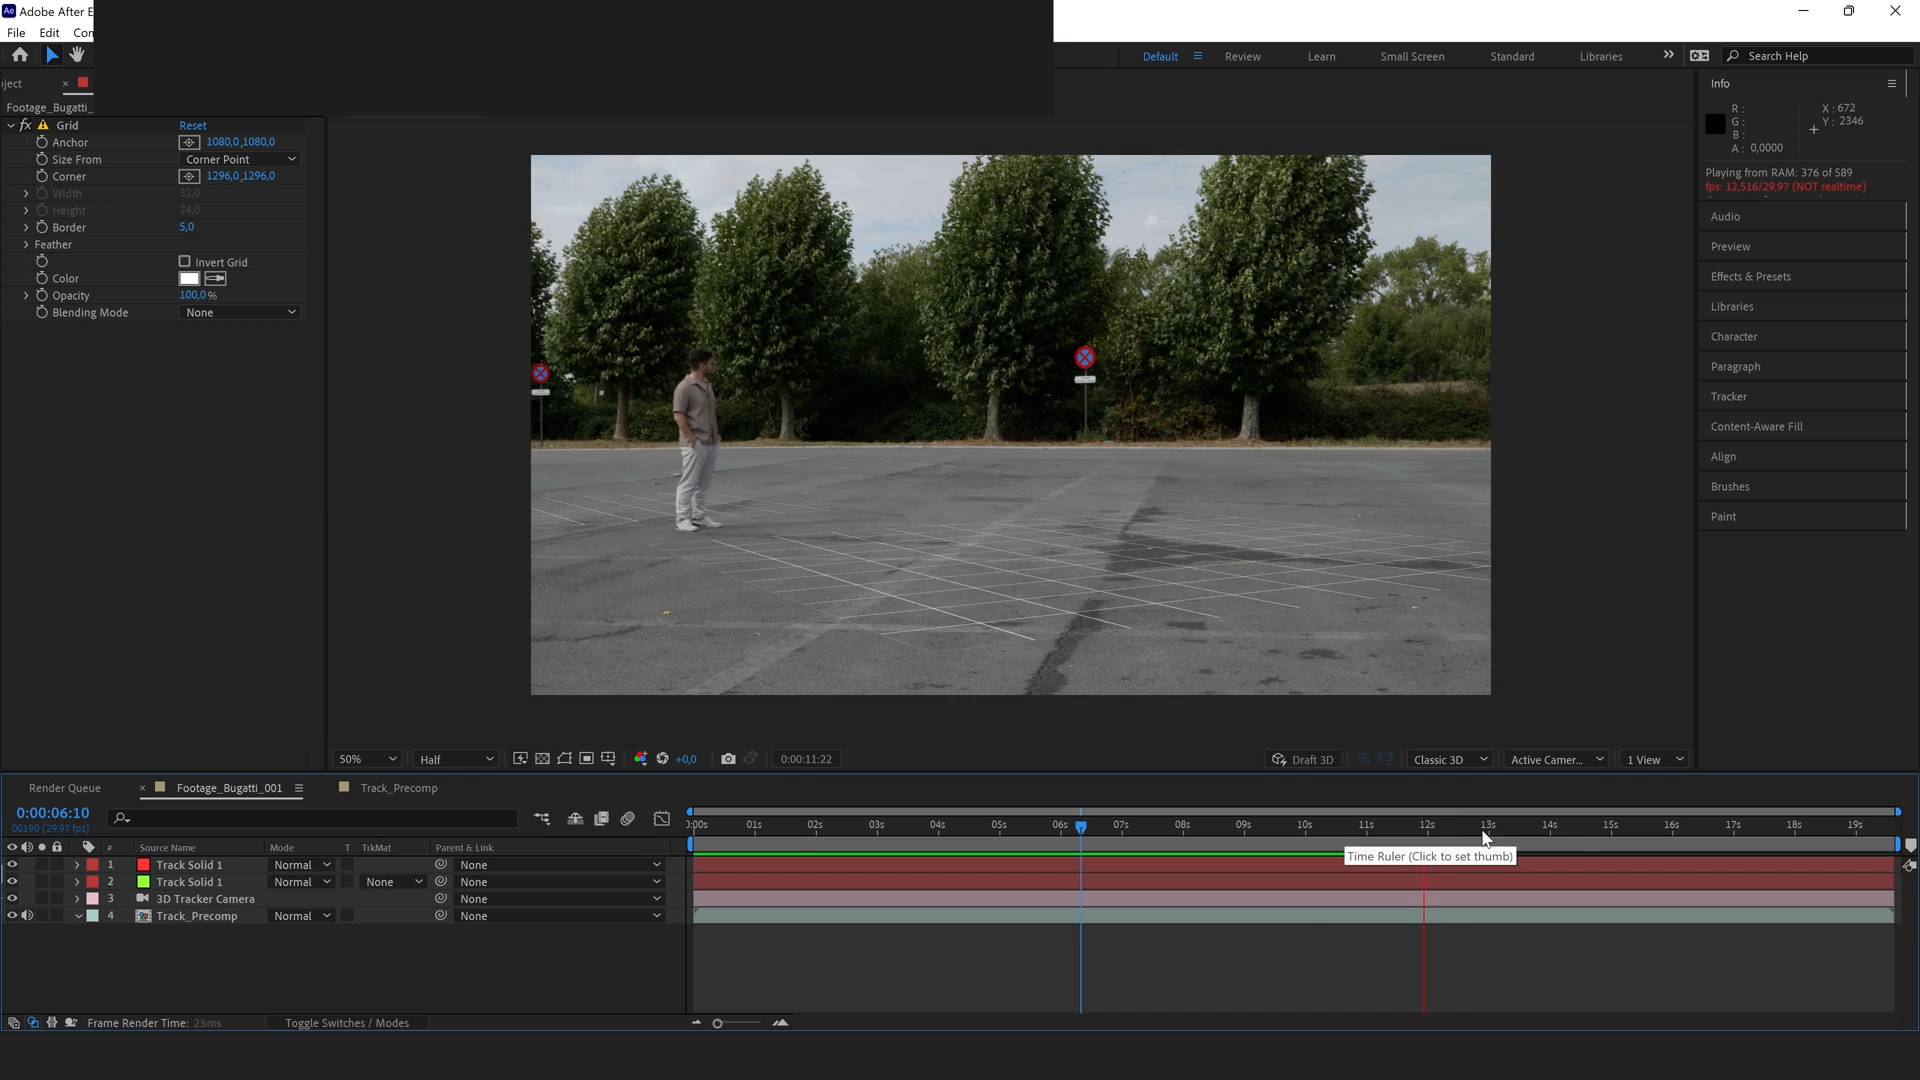 Adobe After E
File Edit Con
Default Review Learn Small Screen Standard Libraries Search Help
oject
Footage_Bugatti_
fx Grid Reset
Anchor 1080,0,1080,0
Size From Corner Point
Corner 1296,0,1296,0
Width 32,0
Height 24,0
Border 5,0
Feather
Invert Grid
Color
Opacity 100,0 %
Blending Mode None
Info
R :
G :
B :
A : 0,0000
X : 672
Y : 2346
Playing from RAM: 376 of 589
fps: 12,516/29,97 (NOT realtime)
Audio
Preview
Effects & Presets
Libraries
Character
Paragraph
Tracker
Content-Aware Fill
Align
Brushes
Paint
50% Half +0,0 0:00:11:22 Draft 3D Classic 3D Active Camer... 1 View
Render Queue Footage_Bugatti_001 Track_Precomp
0:00:06:10
00190 (29.97 fps)
0:00s 01s 02s 03s 04s 05s 06s 07s 08s 09s 10s 11s 12s 13s 14s 15s 16s 17s 18s 19s
# Source Name Mode T TrkMat Parent & Link
Time Ruler (Click to set thumb)
1 Track Solid 1 Normal None
2 Track Solid 1 Normal None None
3 3D Tracker Camera None
4 Track_Precomp Normal None
Frame Render Time: 25ms Toggle Switches / Modes